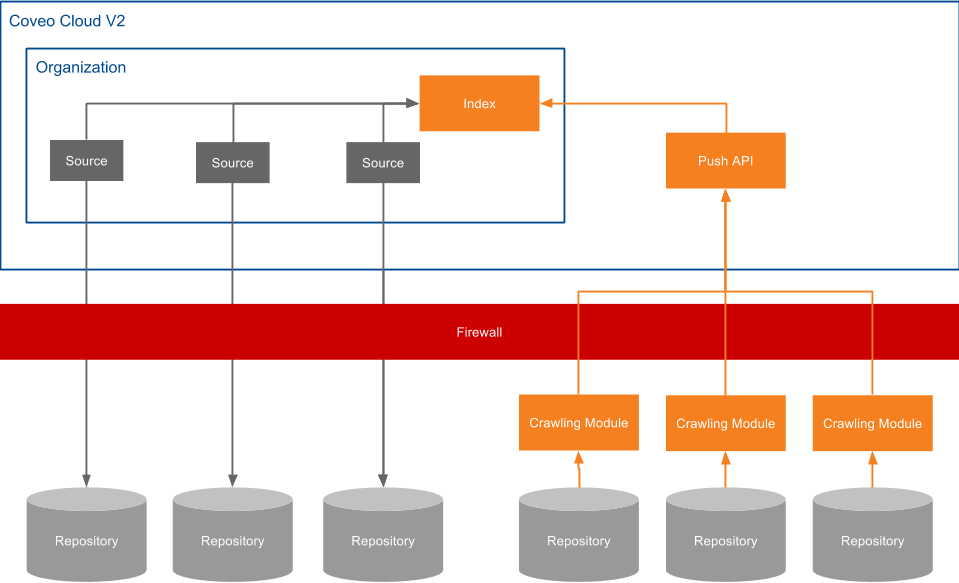 Coveo Cloud V2
Organization
Index
Source
Source
Source
Push API
Firewall
Crawling Module
Crawling Module
Crawling Module
Repository
Repository
Repository
Repository
Repository
Repository